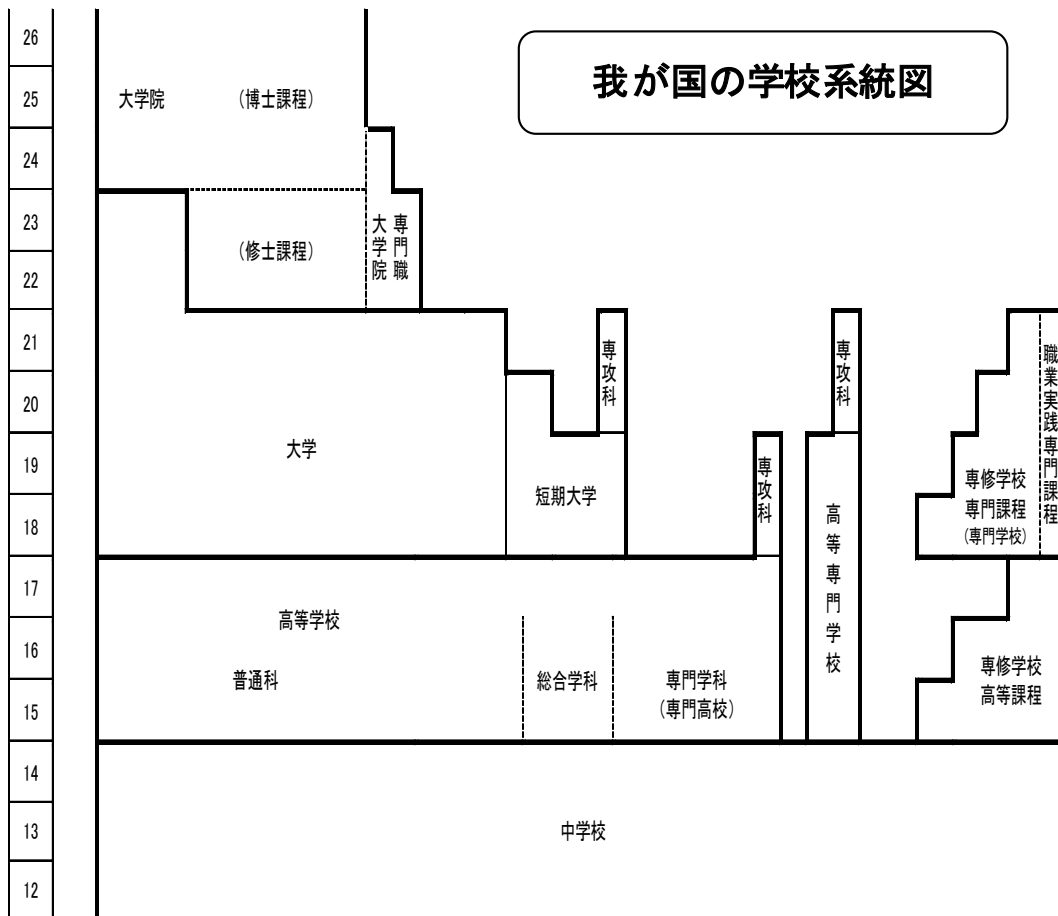 我が国の学校系統図
26
25
24
23
22
21
20
19
18
17
16
15
14
13
12
大学院 (博士課程)
(修士課程)
専門職
大学院
大学
短期大学
専攻科
専攻科
専攻科
高等専門学校
専修学校
専門課程
(専門学校)
職業実践専門課程
高等学校
普通科
総合学科
専門学科
(専門高校)
専修学校
高等課程
中学校